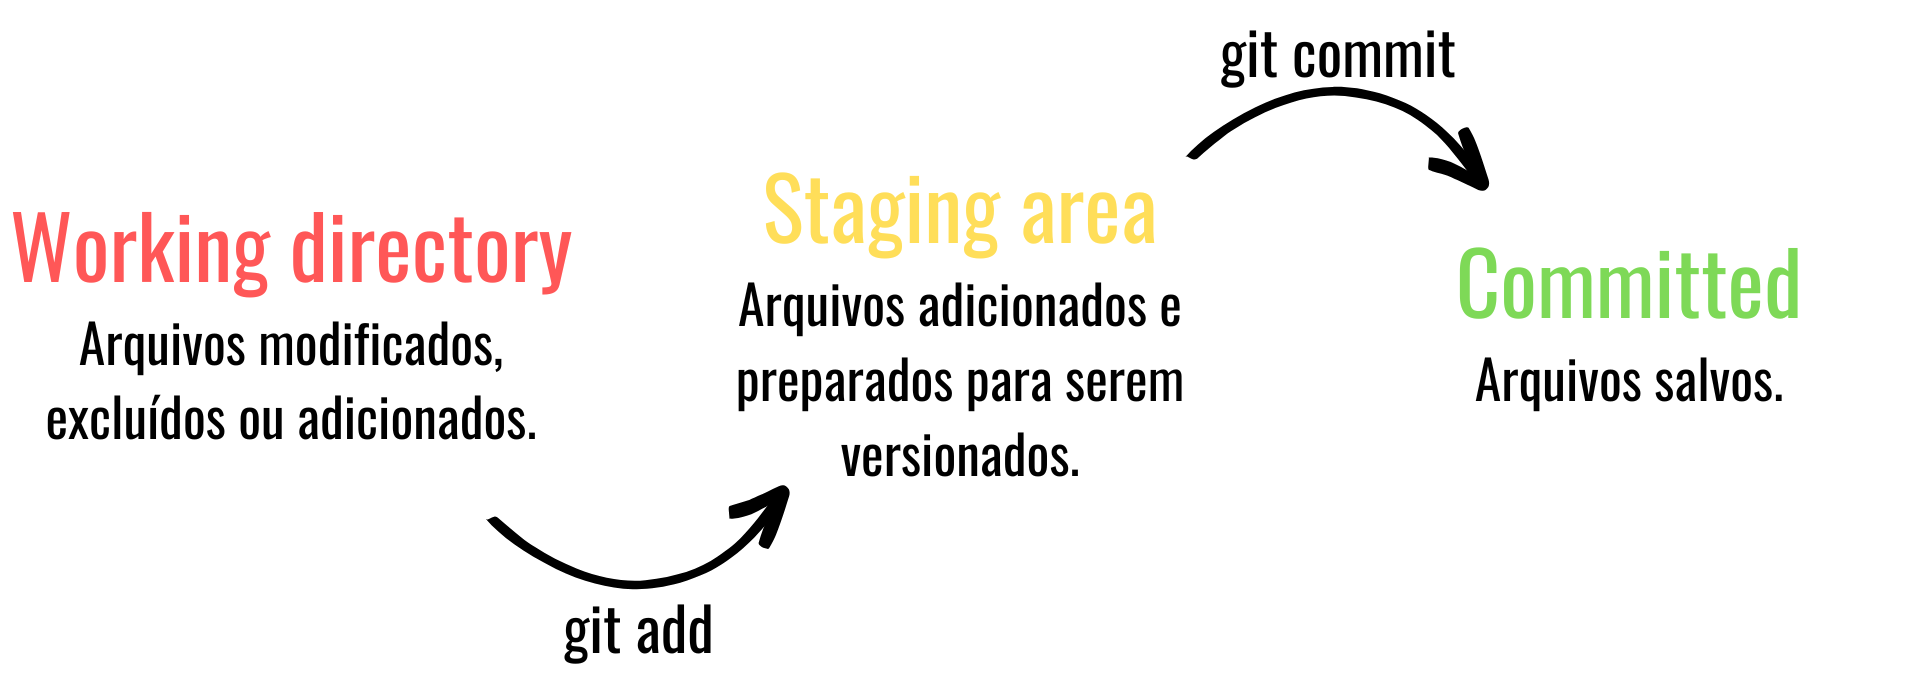 Working directory
Arquivos modificados,
excluídos ou adicionados.
git add
Staging area
Arquivos adicionados e
preparados para serem
versionados.
git commit
Committed
Arquivos salvos.